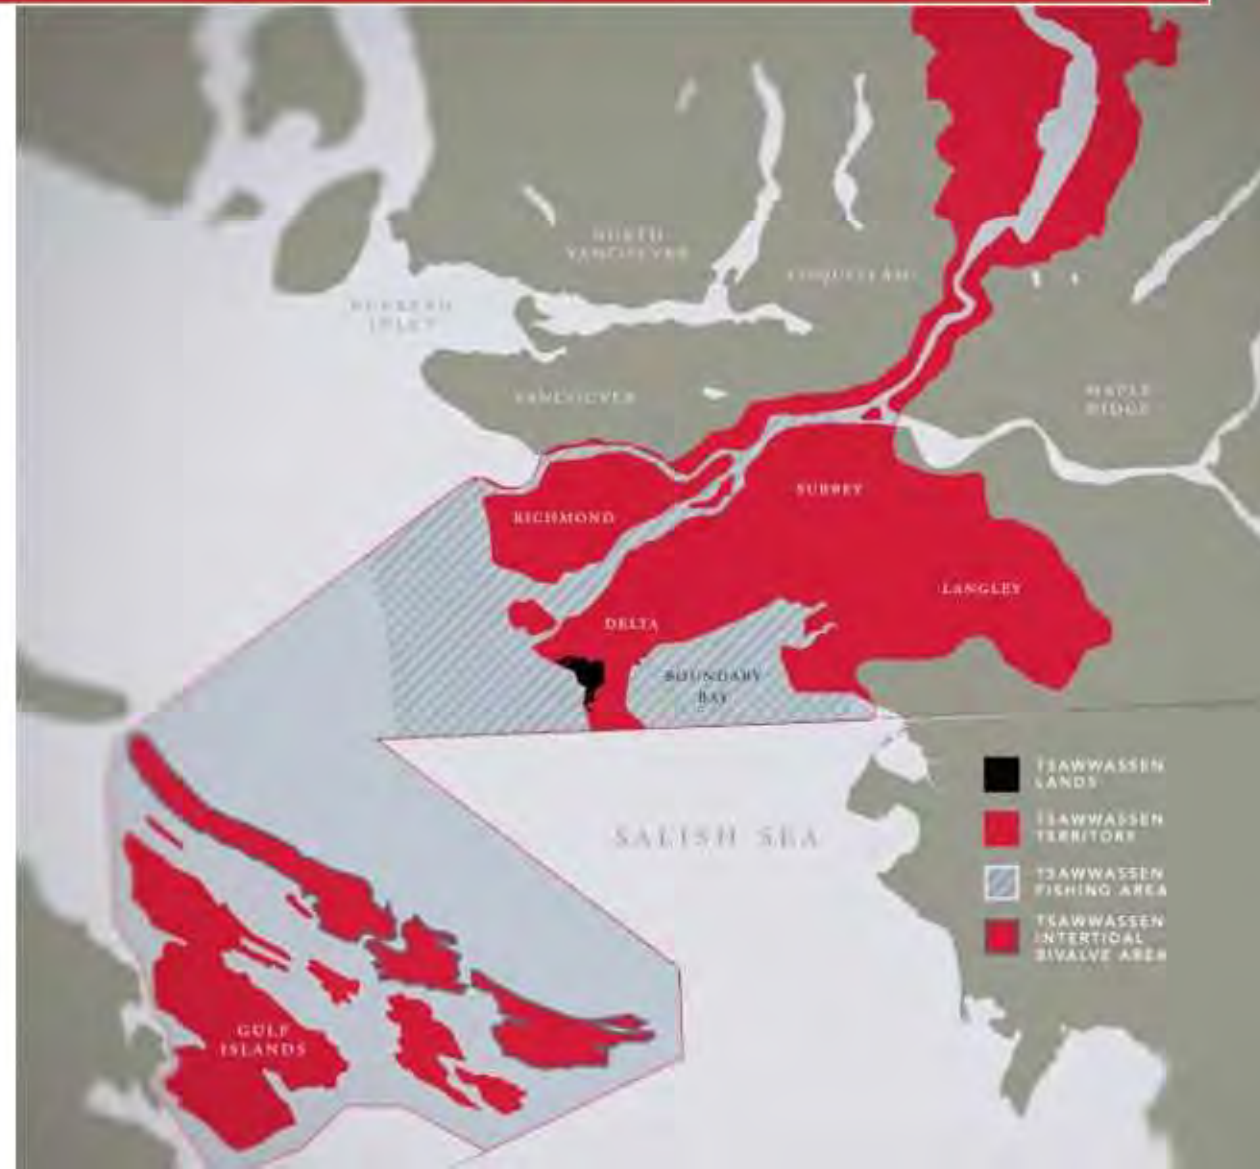 NORTH
VANCOUVER
COQUITLAM
BURRARD
INLET
VANCOUVER
MAPLE
RIDGE
SURREY
RICHMOND
LANGLEY
DELTA
BOUNDARY
BAY
TSAWWASSEN
LANDS
TSAWWASSEN
TERRITORY
SALISH SEA
TSAWWASSEN
FISHING AREA
TSAWWASSEN
INTERTIDAL
BIVALVE AREA
GULF
ISLANDS